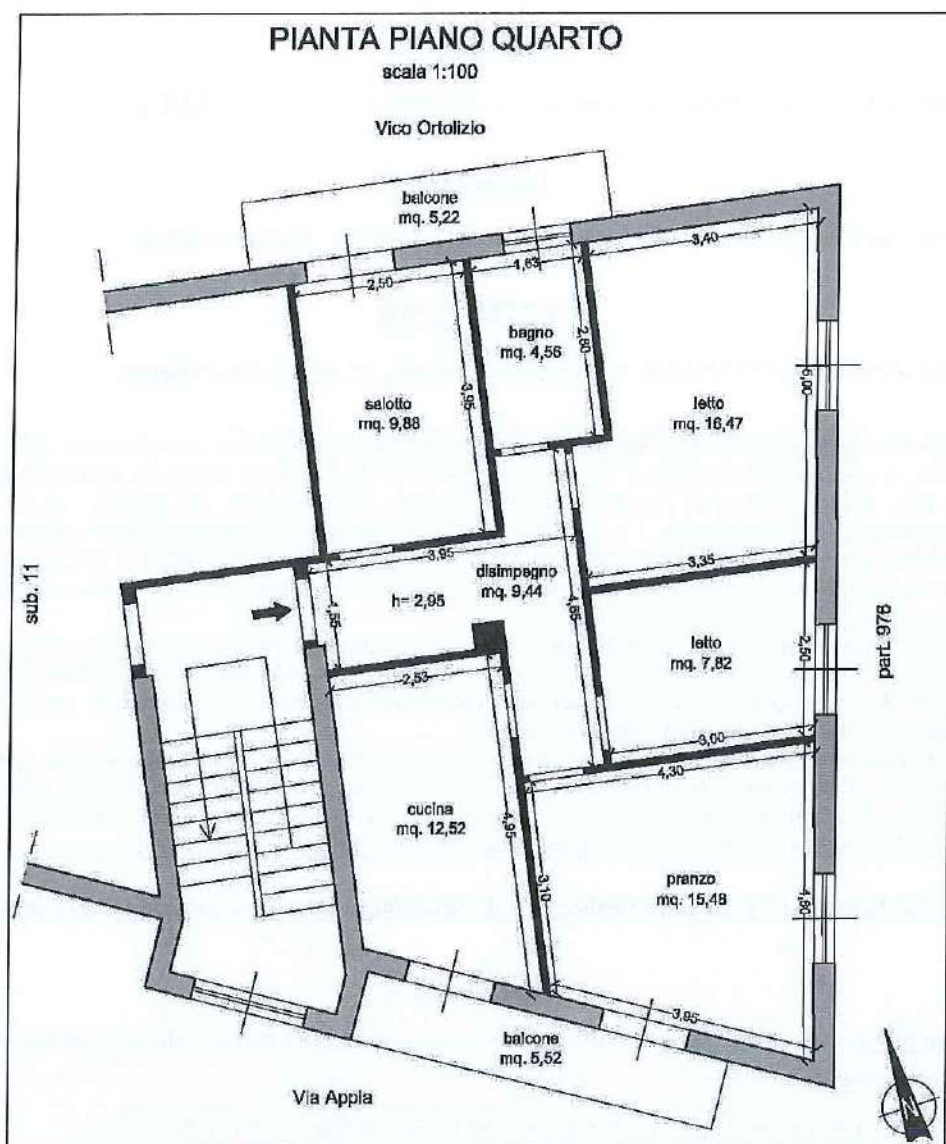 PIANTA PIANO QUARTO
scala 1:100
Vico Ortolizio
balcone
mq. 5,22
3,40
2,50
1,63
bagno
mq. 4,56
2,80
salotto
mq. 9,88
3,95
letto
mq. 16,47
5,00
3,95
disimpegno
mq. 9,44
3,35
sub. 11
h= 2,95
4,55
4,65
letto
mq. 7,82
2,50
part. 976
2,53
3,00
4,30
cucina
mq. 12,52
4,95
3,10
pranzo
mq. 15,48
4,60
3,95
balcone
mq. 5,52
Via Appia
N